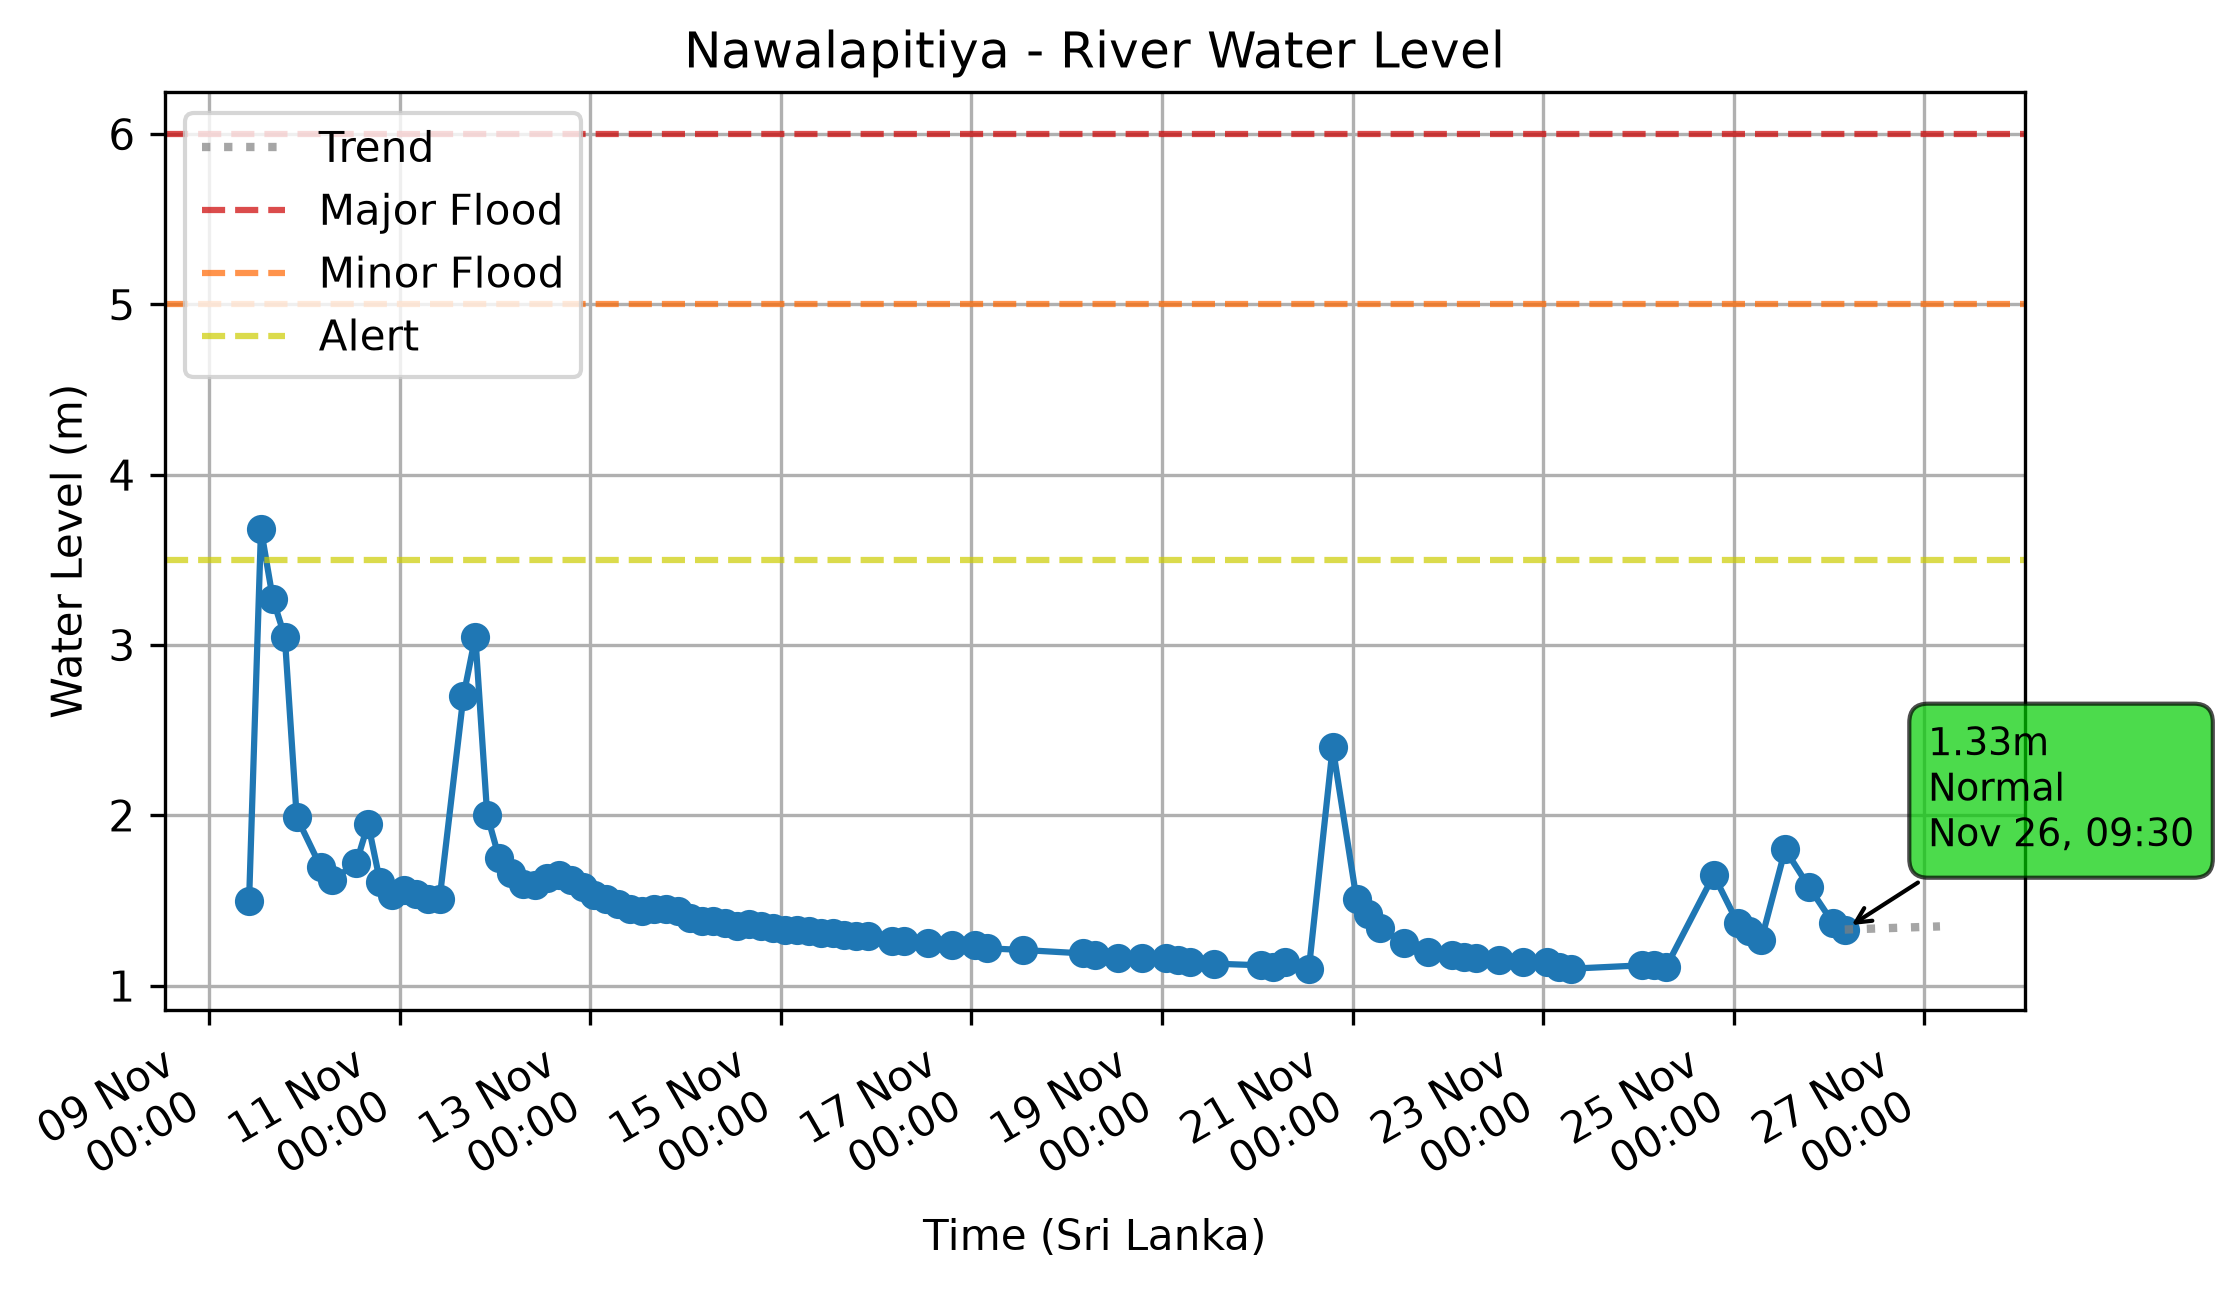 Nawalapitiya - River Water Level
Trend
Major Flood
Minor Flood
Alert
6
5
4
3
2
1
Water Level (m)
1.33m
Normal
Nov 26, 09:30
09 Nov
00:00
11 Nov
00:00
13 Nov
00:00
15 Nov
00:00
17 Nov
00:00
19 Nov
00:00
21 Nov
00:00
23 Nov
00:00
25 Nov
00:00
27 Nov
00:00
Time (Sri Lanka)